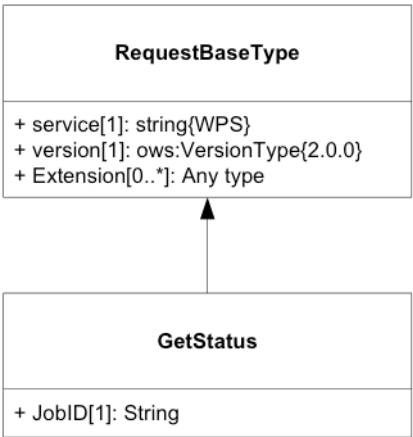 RequestBaseType
+ service[1]: string{WPS}
+ version[1]: ows:VersionType{2.0.0}
+ Extension[0..*]: Any type
GetStatus
+ JobID[1]: String